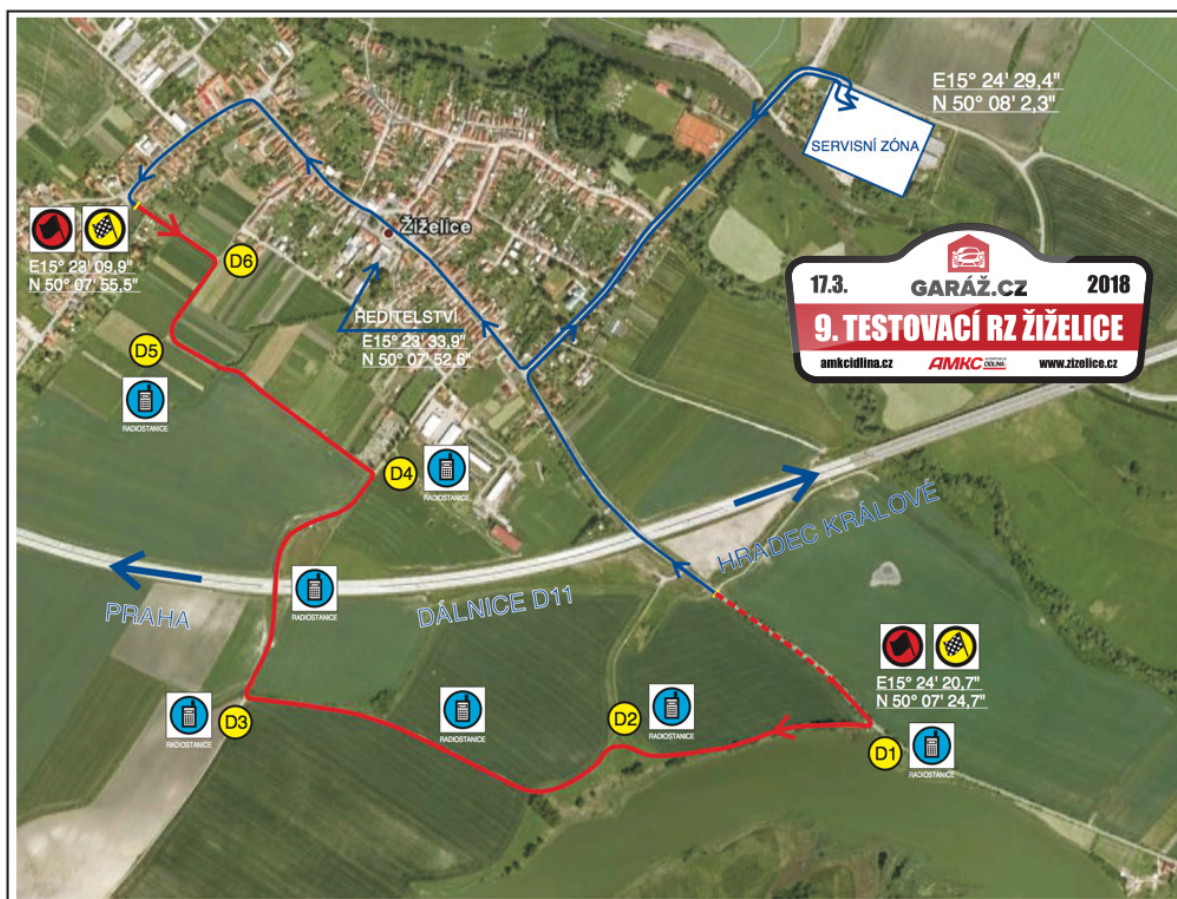 E15° 24' 29,4"
N 50° 08' 2,3"
SERVISNÍ ZÓNA
Žiželice
E15° 23' 09,9"
N 50° 07' 55,5"
D6
17.3.
GARÁŽ.CZ
2018
9. TESTOVACÍ RZ ŽIŽELICE
amkcidlina.cz
AMKC
CIDLINA
www.zizelice.cz
ŘEDITELSTVÍ
E15° 23' 33,9"
N 50° 07' 52,6"
D5
RADIOSTANICE
D4
RADIOSTANICE
HRADEC KRÁLOVÉ
PRAHA
RADIOSTANICE
DÁLNICE D11
E15° 24' 20,7"
N 50° 07' 24,7"
D3
RADIOSTANICE
RADIOSTANICE
D2
RADIOSTANICE
D1
RADIOSTANICE